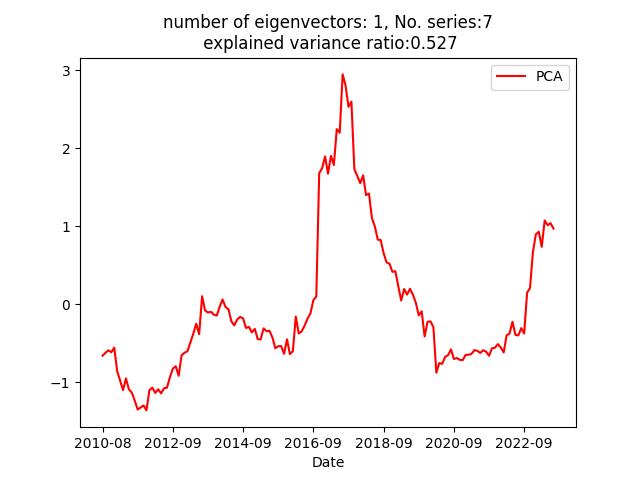 number of eigenvectors: 1, No. series:7
explained variance ratio:0.527
PCA
3
2
1
0
−1
2010-08 2012-09 2014-09 2016-09 2018-09 2020-09 2022-09
Date